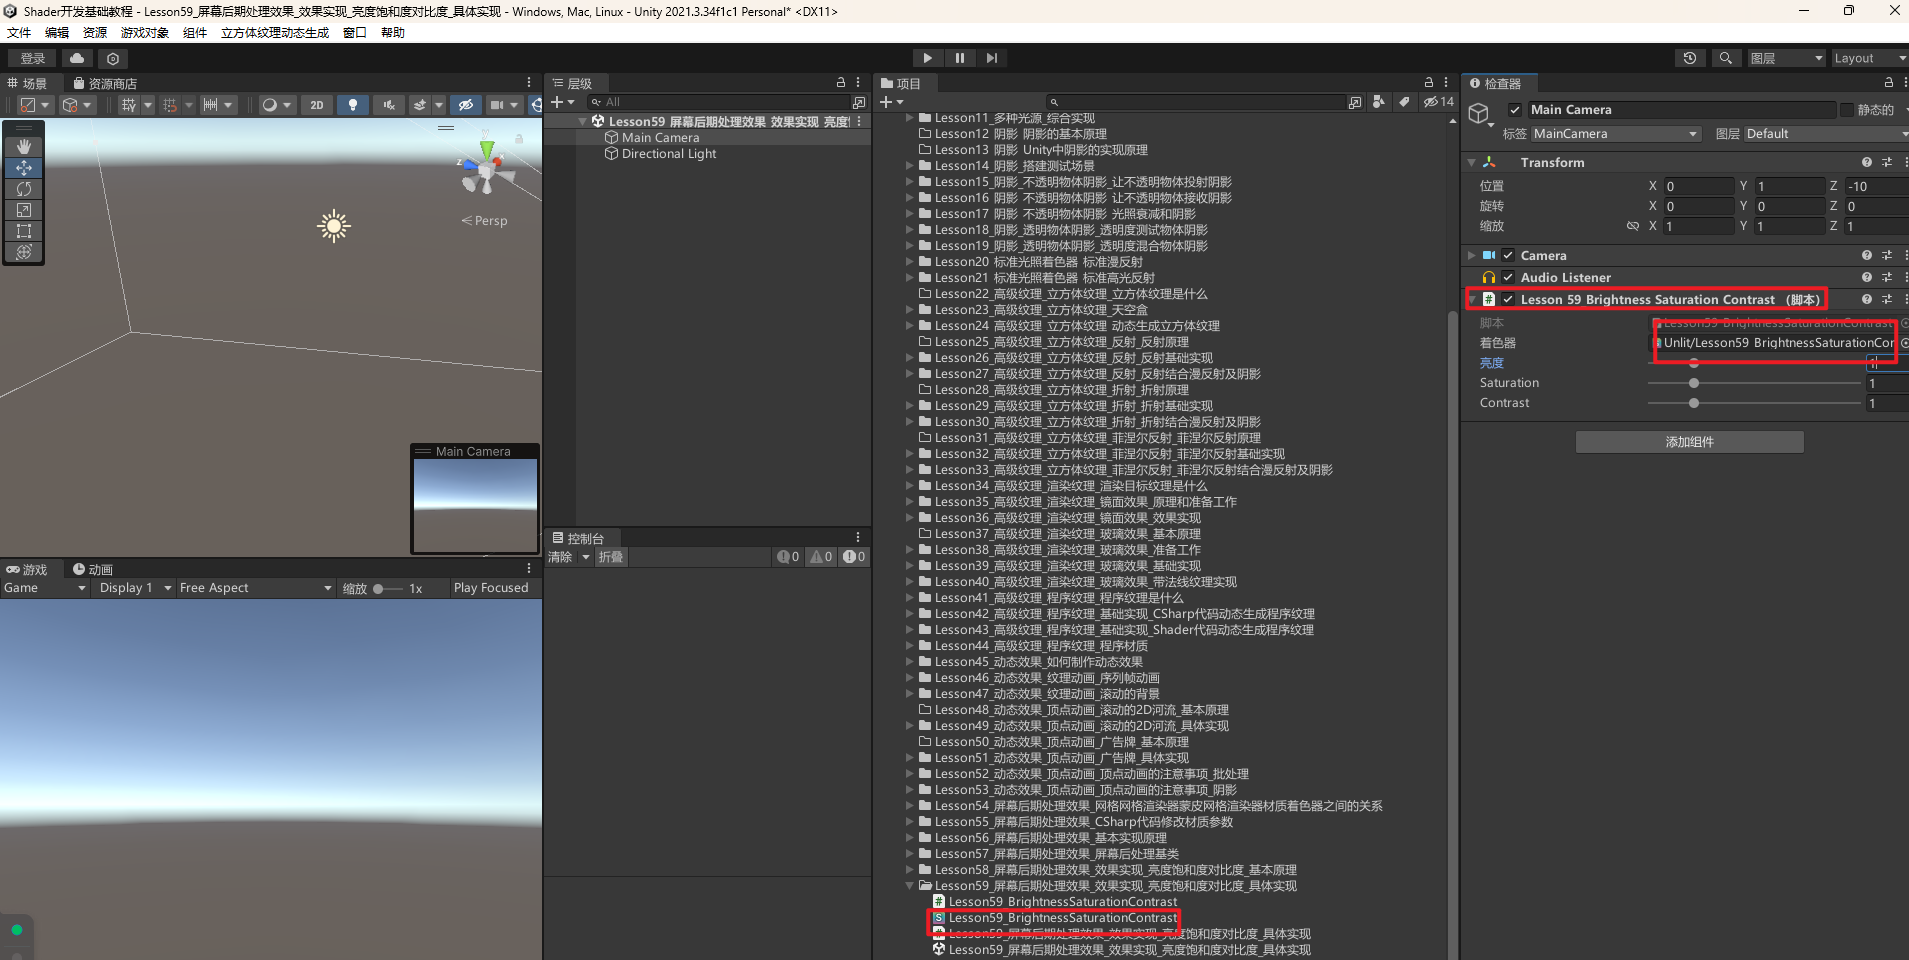 Shader开发基础教程 - Lesson59_屏幕后期处理效果_效果实现_亮度饱和度对比度_具体实现 - Windows, Mac, Linux - Unity 2021.3.34f1c1 Personal* <DX11>
文件 编辑 资源 游戏对象 组件 立方体纹理动态生成 窗口 帮助
登录 图层 Layout
场景 资源商店
2D
Persp
Main Camera
游戏 动画
Game Display 1 Free Aspect 缩放 1x Play Focused
层级
All
Lesson59_屏幕后期处理效果_效果实现_亮度
Main Camera
Directional Light
控制台
清除 折叠 0 0 0
项目
14
Lesson11_多种光源_综合实现
Lesson12_阴影_阴影的基本原理
Lesson13_阴影_Unity中阴影的实现原理
Lesson14_阴影_搭建测试场景
Lesson15_阴影_不透明物体阴影_让不透明物体投射阴影
Lesson16_阴影_不透明物体阴影_让不透明物体接收阴影
Lesson17_阴影_不透明物体阴影_光照衰减和阴影
Lesson18_阴影_透明物体阴影_透明度测试物体阴影
Lesson19_阴影_透明物体阴影_透明度混合物体阴影
Lesson20_标准光照着色器_标准漫反射
Lesson21_标准光照着色器_标准高光反射
Lesson22_高级纹理_立方体纹理_立方体纹理是什么
Lesson23_高级纹理_立方体纹理_天空盒
Lesson24_高级纹理_立方体纹理_动态生成立方体纹理
Lesson25_高级纹理_立方体纹理_反射_反射原理
Lesson26_高级纹理_立方体纹理_反射_反射基础实现
Lesson27_高级纹理_立方体纹理_反射_反射结合漫反射及阴影
Lesson28_高级纹理_立方体纹理_折射_折射原理
Lesson29_高级纹理_立方体纹理_折射_折射基础实现
Lesson30_高级纹理_立方体纹理_折射_折射结合漫反射及阴影
Lesson31_高级纹理_立方体纹理_菲涅尔反射_菲涅尔反射原理
Lesson32_高级纹理_立方体纹理_菲涅尔反射_菲涅尔反射基础实现
Lesson33_高级纹理_立方体纹理_菲涅尔反射_菲涅尔反射结合漫反射及阴影
Lesson34_高级纹理_渲染纹理_渲染目标纹理是什么
Lesson35_高级纹理_渲染纹理_镜面效果_原理和准备工作
Lesson36_高级纹理_渲染纹理_镜面效果_效果实现
Lesson37_高级纹理_渲染纹理_玻璃效果_基本原理
Lesson38_高级纹理_渲染纹理_玻璃效果_准备工作
Lesson39_高级纹理_渲染纹理_玻璃效果_基础实现
Lesson40_高级纹理_渲染纹理_玻璃效果_带法线纹理实现
Lesson41_高级纹理_程序纹理_程序纹理是什么
Lesson42_高级纹理_程序纹理_基础实现_CSharp代码动态生成程序纹理
Lesson43_高级纹理_程序纹理_基础实现_Shader代码动态生成程序纹理
Lesson44_高级纹理_程序纹理_程序材质
Lesson45_动态效果_如何制作动态效果
Lesson46_动态效果_纹理动画_序列帧动画
Lesson47_动态效果_纹理动画_滚动的背景
Lesson48_动态效果_顶点动画_滚动的2D河流_基本原理
Lesson49_动态效果_顶点动画_滚动的2D河流_具体实现
Lesson50_动态效果_顶点动画_广告牌_基本原理
Lesson51_动态效果_顶点动画_广告牌_具体实现
Lesson52_动态效果_顶点动画_顶点动画的注意事项_批处理
Lesson53_动态效果_顶点动画_顶点动画的注意事项_阴影
Lesson54_屏幕后期处理效果_网格网格渲染器蒙皮网格渲染器材质着色器之间的关系
Lesson55_屏幕后期处理效果_CSharp代码修改材质参数
Lesson56_屏幕后期处理效果_基本实现原理
Lesson57_屏幕后期处理效果_屏幕后处理基类
Lesson58_屏幕后期处理效果_效果实现_亮度饱和度对比度_基本原理
Lesson59_屏幕后期处理效果_效果实现_亮度饱和度对比度_具体实现
Lesson59_BrightnessSaturationContrast
Lesson59_BrightnessSaturationContrast
Lesson59_屏幕后期处理效果_效果实现_亮度饱和度对比度_具体实现
Lesson59_屏幕后期处理效果_效果实现_亮度饱和度对比度_具体实现
检查器
Main Camera 静态的
标签 MainCamera 图层 Default
Transform
位置 X 0 Y 1 Z -10
旋转 X 0 Y 0 Z 0
缩放 X 1 Y 1 Z 1
Camera
Audio Listener
Lesson 59 Brightness Saturation Contrast （脚本）
脚本 Lesson59_BrightnessSaturationContrast
着色器 Unlit/Lesson59_BrightnessSaturationCon
亮度 1
Saturation 1
Contrast 1
添加组件